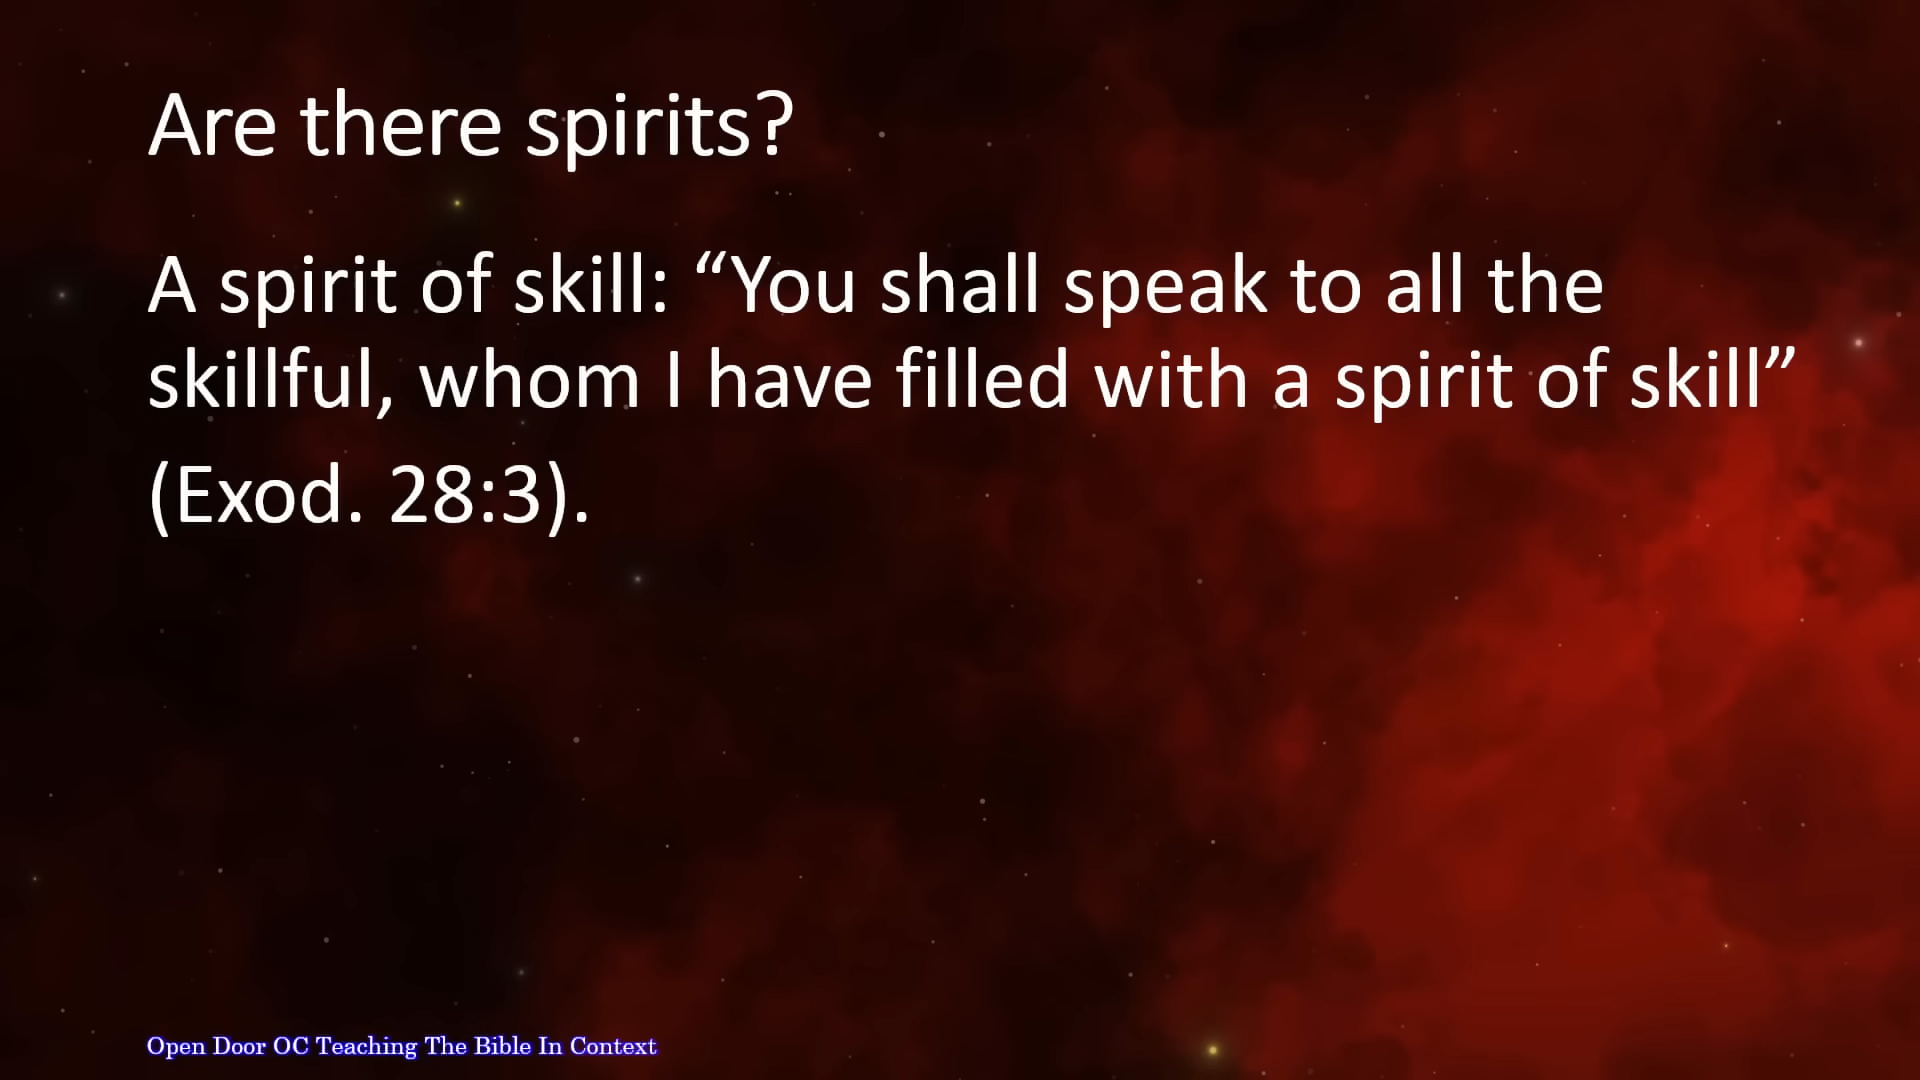 Are there spirits?
A spirit of skill: “You shall speak to all the
skillful, whom I have filled with a spirit of skill”
(Exod. 28:3).
Open Door OC Teaching The Bible In Context